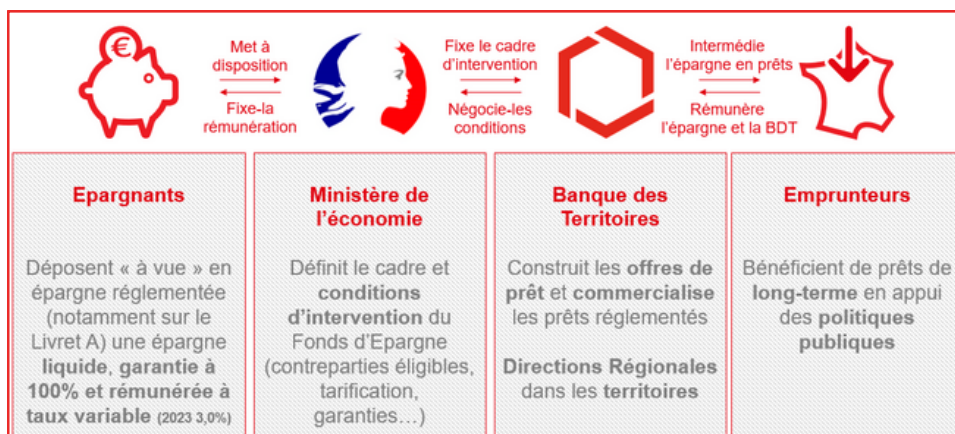 €
Met à
disposition
Fixe-la
rémunération
Fixe le cadre
d'intervention
Négocie-les
conditions
Intermédie
l'épargne en prêts
Rémunère
l'épargne et la BDT
Epargnants
Déposent « à vue » en
épargne réglementée
(notamment sur le
Livret A) une épargne
liquide, garantie à
100% et rémunérée à
taux variable (2023 3,0%)
Ministère de
l'économie
Définit le cadre et
conditions
d'intervention du
Fonds d'Epargne
(contreparties éligibles,
tarification,
garanties…)
Banque des
Territoires
Construit les offres de
prêt et commercialise
les prêts réglementés
Directions Régionales
dans les territoires
Emprunteurs
Bénéficient de prêts de
long-terme en appui
des politiques
publiques